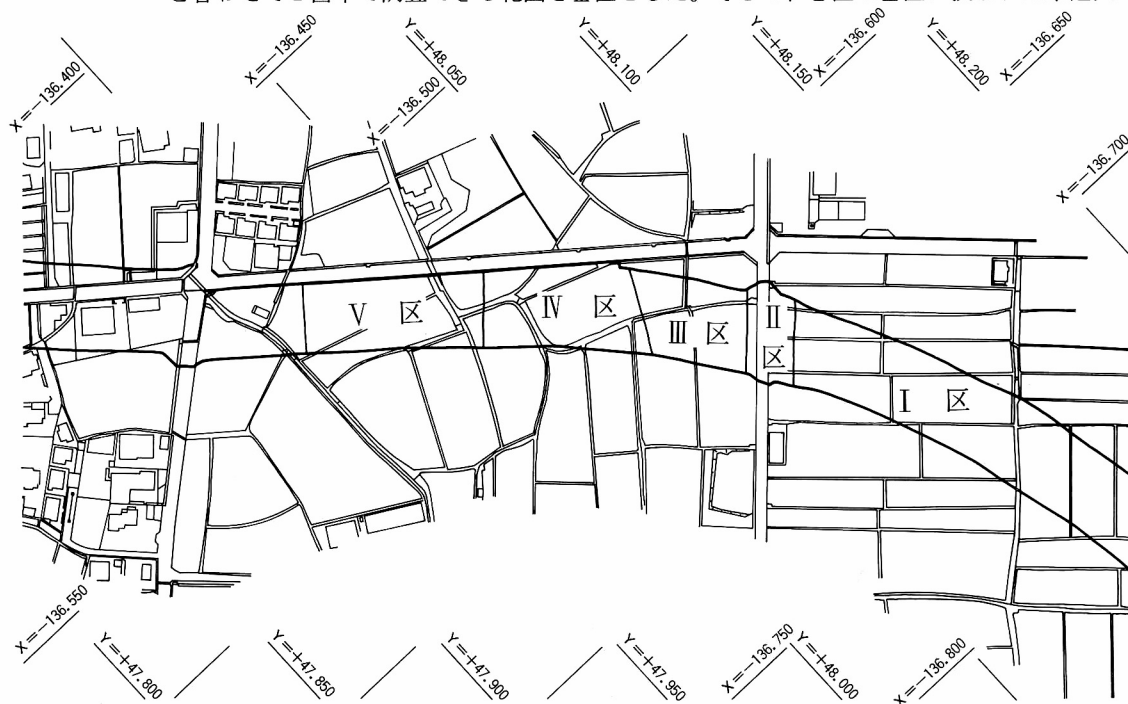 X=-136.400
X=-136.450
Y=+48.050
X=-136.500
Y=+48.100
Y=+48.150
X=-136.600
Y=+48.200
X=-136.650
X=-136.700
Ⅴ 区
Ⅳ 区
Ⅲ 区
Ⅱ
区
Ⅰ 区
X=-136.550
Y=+47.800
Y=+47.850
Y=+47.900
Y=+47.950
X=-136.750
Y=+48.000
X=-136.800